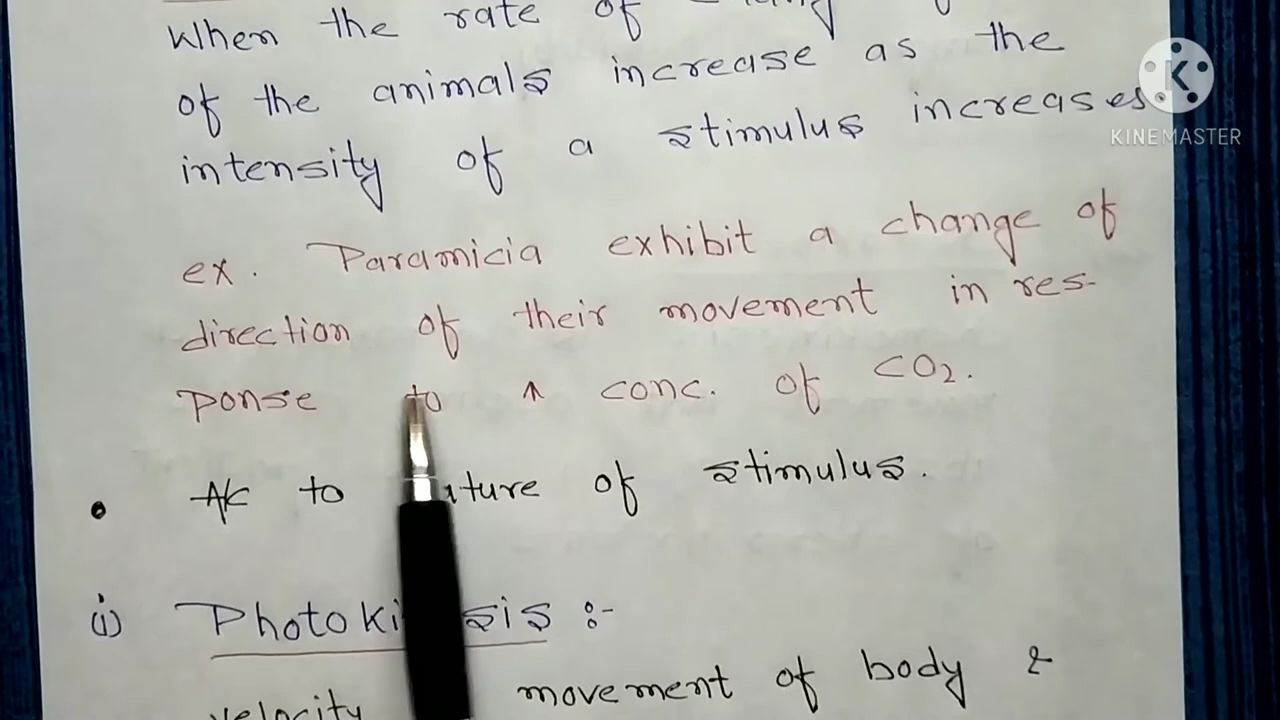 When the rate of
of the animals increase as the
intensity of a stimulus increases.
K
KINEMASTER
ex. Paramicia exhibit a change of
direction of their movement in res-
ponse to ↑ conc. of CO2.
• A/c to nature of stimulus.
(i) Photokinesis :-
velocity movement of body &